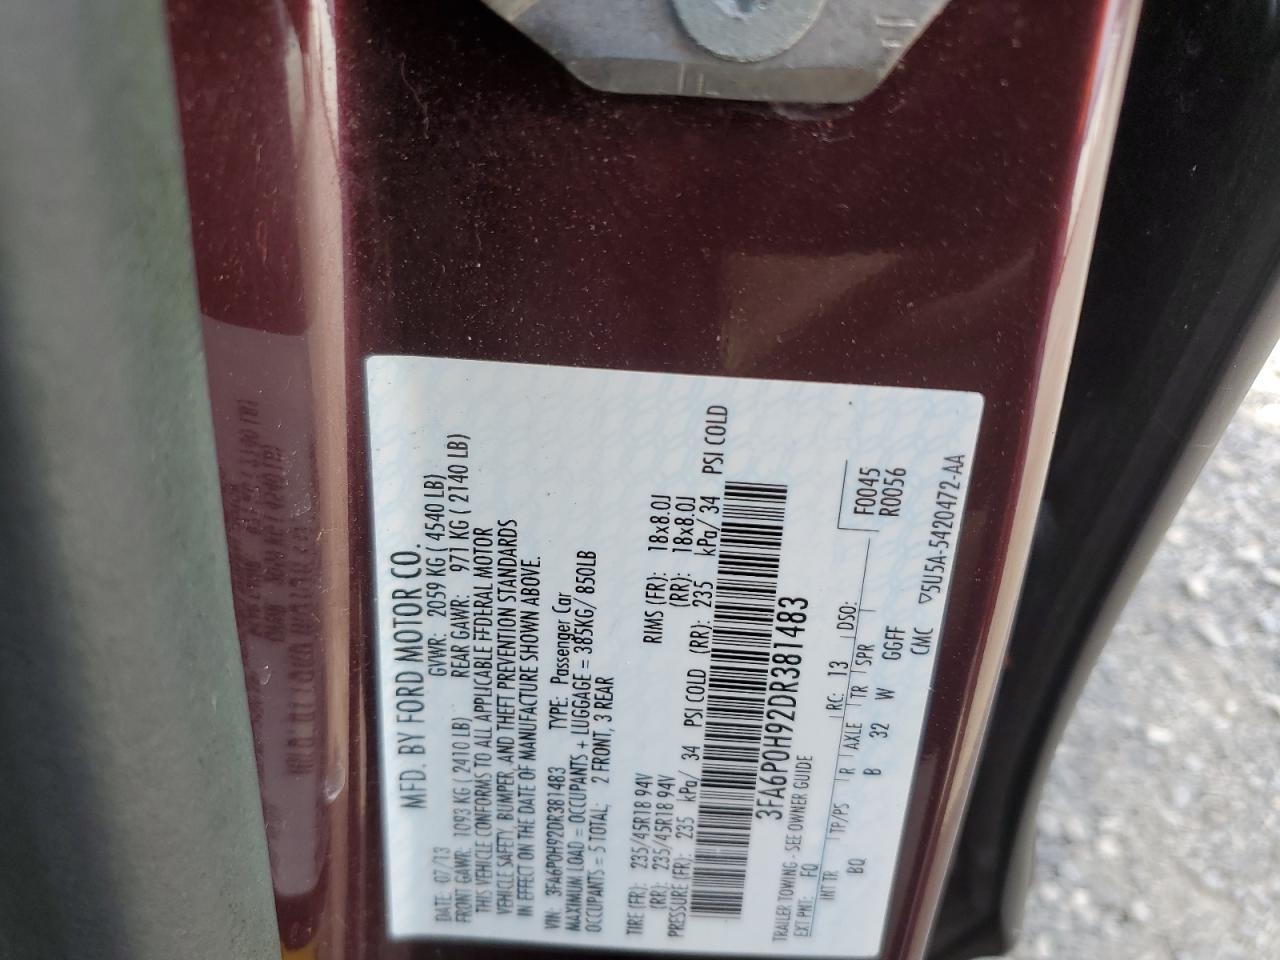 MFD. BY FORD MOTOR CO.
DATE 07/13 GVWR: 2059 KG ( 4540 LB)
FRONT GAWR: 1093 KG ( 2410 LB) REAR GAWR: 971 KG ( 2140 LB)
THIS VEHICLE CONFORMS TO ALL APPLICABLE FEDERAL MOTOR
VEHICLE SAFETY, BUMPER, AND THEFT PREVENTION STANDARDS
IN EFFECT ON THE DATE OF MANUFACTURE SHOWN ABOVE.
VIN: 3FA6P0H92DR381483 TYPE: Passenger Car
MAXIMUM LOAD = OCCUPANTS + LUGGAGE = 385KG/ 850LB
OCCUPANTS = 5 TOTAL; 2 FRONT, 3 REAR
TIRE (FR): 235/45R18 94V RIMS (FR): 18x8.0J
(RR): 235/45R18 94V (RR): 18x8.0J
PRESSURE (FR): 235 kPa/ 34 PSI COLD (RR): 235 kPa/ 34 PSI COLD
3FA6P0H92DR381483
TRAILER TOWING - SEE OWNER GUIDE
EXT PNT: FQ RC: 13 DSO: F0045
INT TR TP/PS R AXLE TR SPR R0056
BQ B 32 W GGFF
CMC ▽5U5A-5420472-AA